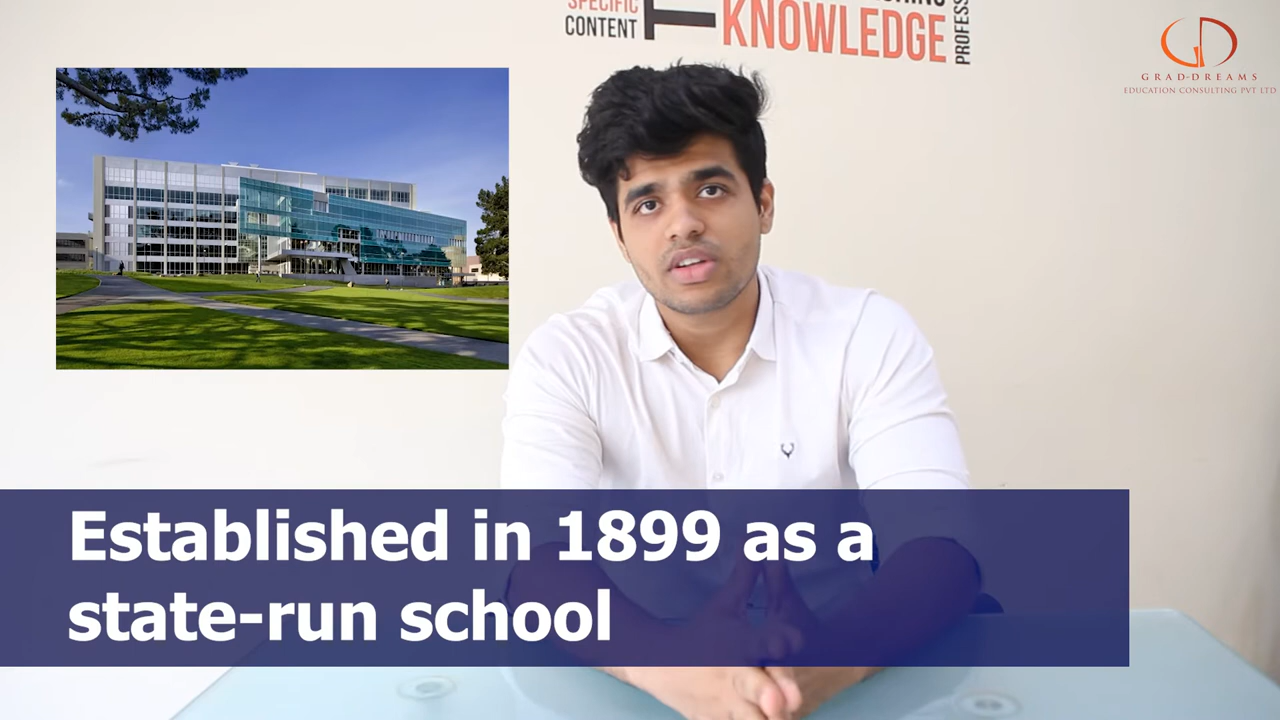 SPECIFIC
CONTENT
KNOWLEDGE
GRAD-DREAMS
EDUCATION CONSULTING PVT LTD
Established in 1899 as a
state-run school